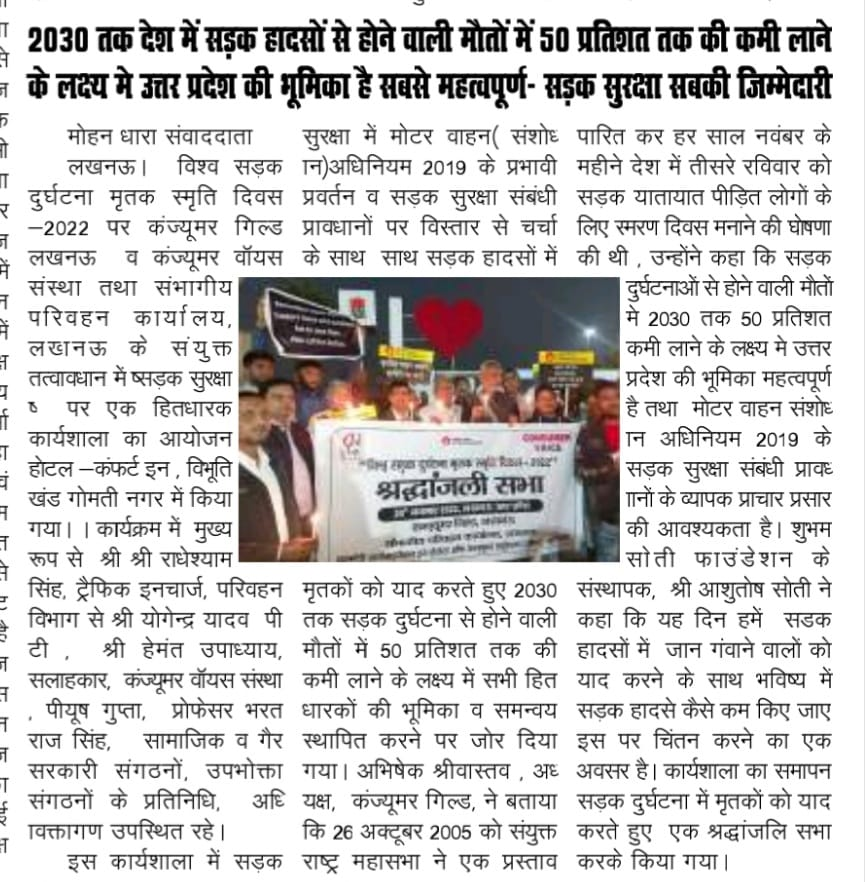 2030 तक देश में सड़क हादसों से होने वाली मौतों में 50 प्रतिशत तक की कमी लाने
के लक्ष्य मे उत्तर प्रदेश की भूमिका है सबसे महत्वपूर्ण- सड़क सुरक्षा सबकी जिम्मेदारी
मोहन धारा संवाददाता
लखनऊ। विश्व सड़क
दुर्घटना मृतक स्मृति दिवस
–2022 पर कंज्यूमर गिल्ड
लखनऊ व कंज्यूमर वॉयस
संस्था तथा संभागीय
परिवहन कार्यालय,
लखनऊ के संयुक्त
तत्वावधान में ष्सड़क सुरक्षा
ष पर एक हितधारक
कार्यशाला का आयोजन
होटल –कंफर्ट इन , विभूति
खंड गोमती नगर में किया
गया। । कार्यक्रम में मुख्य
रूप से श्री श्री राधेश्याम
सिंह, ट्रैफिक इनचार्ज, परिवहन
विभाग से श्री योगेन्द्र यादव पी
टी , श्री हेमंत उपाध्याय,
सलाहकार, कंज्यूमर वॉयस संस्था
, पीयूष गुप्ता, प्रोफेसर भरत
राज सिंह, सामाजिक व गैर
सरकारी संगठनों, उपभोक्ता
संगठनों के प्रतिनिधि, अधि
वक्तागण उपस्थित रहे।
इस कार्यशाला में सड़क
सुरक्षा में मोटर वाहन( संशोध
न)अधिनियम 2019 के प्रभावी
प्रवर्तन व सड़क सुरक्षा संबंधी
प्रावधानों पर विस्तार से चर्चा
के साथ साथ सड़क हादसों में
श्रद्धांजली सभा
मृतकों को याद करते हुए 2030
तक सड़क दुर्घटना से होने वाली
मौतों में 50 प्रतिशत तक की
कमी लाने के लक्ष्य में सभी हित
धारकों की भूमिका व समन्वय
स्थापित करने पर जोर दिया
गया। अभिषेक श्रीवास्तव , अध्
यक्ष, कंज्यूमर गिल्ड, ने बताया
कि 26 अक्टूबर 2005 को संयुक्त
राष्ट्र महासभा ने एक प्रस्ताव
पारित कर हर साल नवंबर के
महीने देश में तीसरे रविवार को
सड़क यातायात पीड़ित लोगों के
लिए स्मरण दिवस मनाने की घोषणा
की थी , उन्होंने कहा कि सड़क
दुर्घटनाओं से होने वाली मौतों
मे 2030 तक 50 प्रतिशत
कमी लाने के लक्ष्य मे उत्तर
प्रदेश की भूमिका महत्वपूर्ण
है तथा मोटर वाहन संशोध
ान अधिनियम 2019 के
सड़क सुरक्षा संबंधी प्रावध
ानों के व्यापक प्राचार प्रसार
की आवश्यकता है। शुभम
सोती फाउंडेशन के
संस्थापक, श्री आशुतोष सोती ने
कहा कि यह दिन हमें सडक
हादसों में जान गंवाने वालों को
याद करने के साथ भविष्य में
सड़क हादसे कैसे कम किए जाए
इस पर चिंतन करने का एक
अवसर है। कार्यशाला का समापन
सड़क दुर्घटना में मृतकों को याद
करते हुए एक श्रद्धांजलि सभा
करके किया गया।